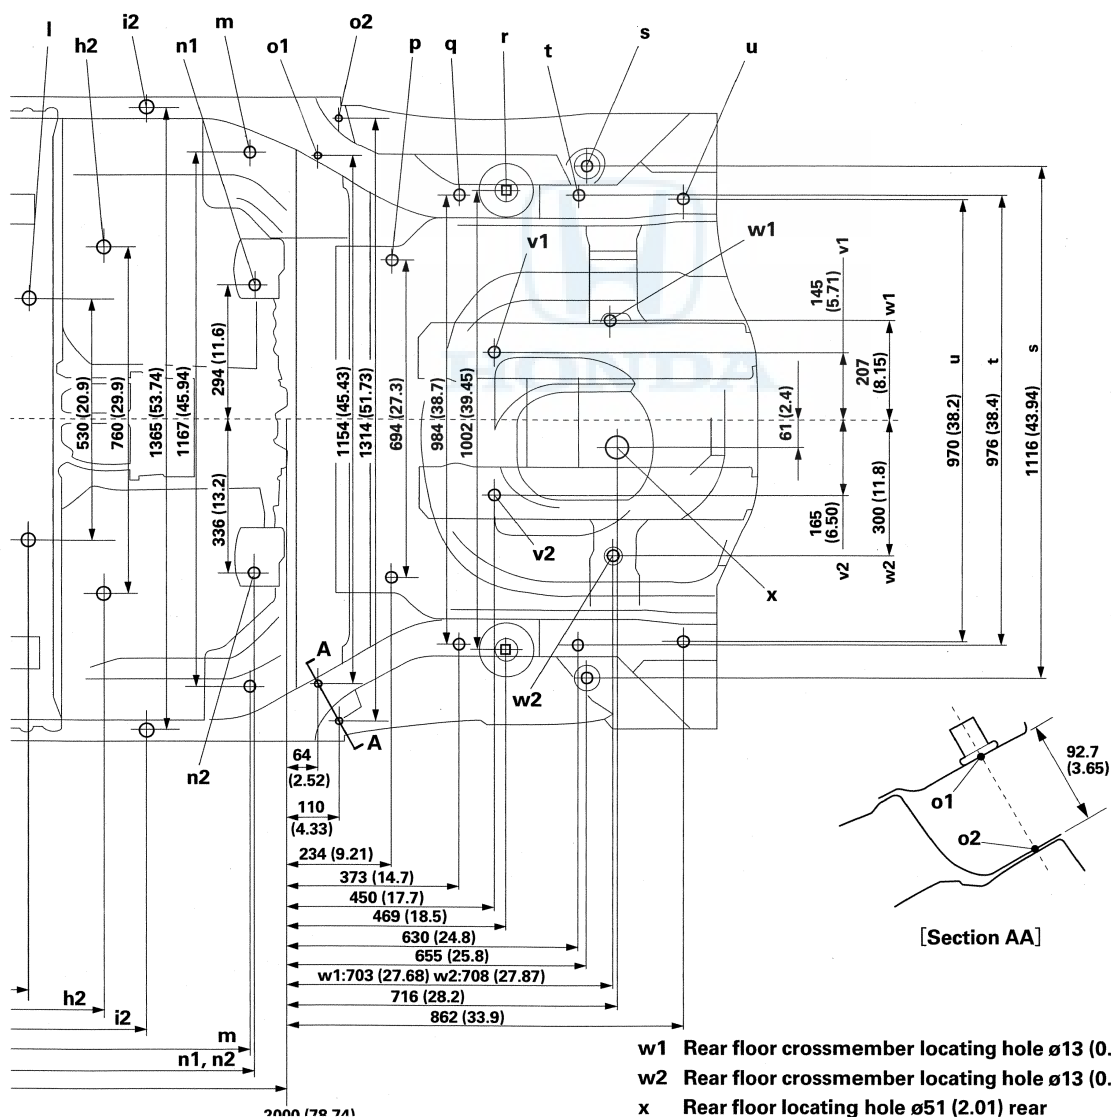 l
h2
i2
n1
m
o1
o2
p
q
r
t
s
u
v1
w1
v1
145
(5.71)
w1
207
(8.15)
HONDA
530 (20.9)
760 (29.9)
1365 (53.74)
1167 (45.94)
294 (11.6)
336 (13.2)
1154 (45.43)
1314 (51.73)
694 (27.3)
984 (38.7)
1002 (39.45)
61 (2.4)
u
970 (38.2)
t
976 (38.4)
s
1116 (43.94)
165
(6.50)
v2
300 (11.8)
w2
v2
x
w2
A
A
n2
64
(2.52)
110
(4.33)
234 (9.21)
373 (14.7)
450 (17.7)
469 (18.5)
630 (24.8)
655 (25.8)
w1:703 (27.68) w2:708 (27.87)
716 (28.2)
862 (33.9)
h2
i2
m
n1, n2
2000 (78.74)
92.7
(3.65)
o1
o2
[Section AA]
w1 Rear floor crossmember locating hole ø13 (0.
w2 Rear floor crossmember locating hole ø13 (0.
x Rear floor locating hole ø51 (2.01) rear